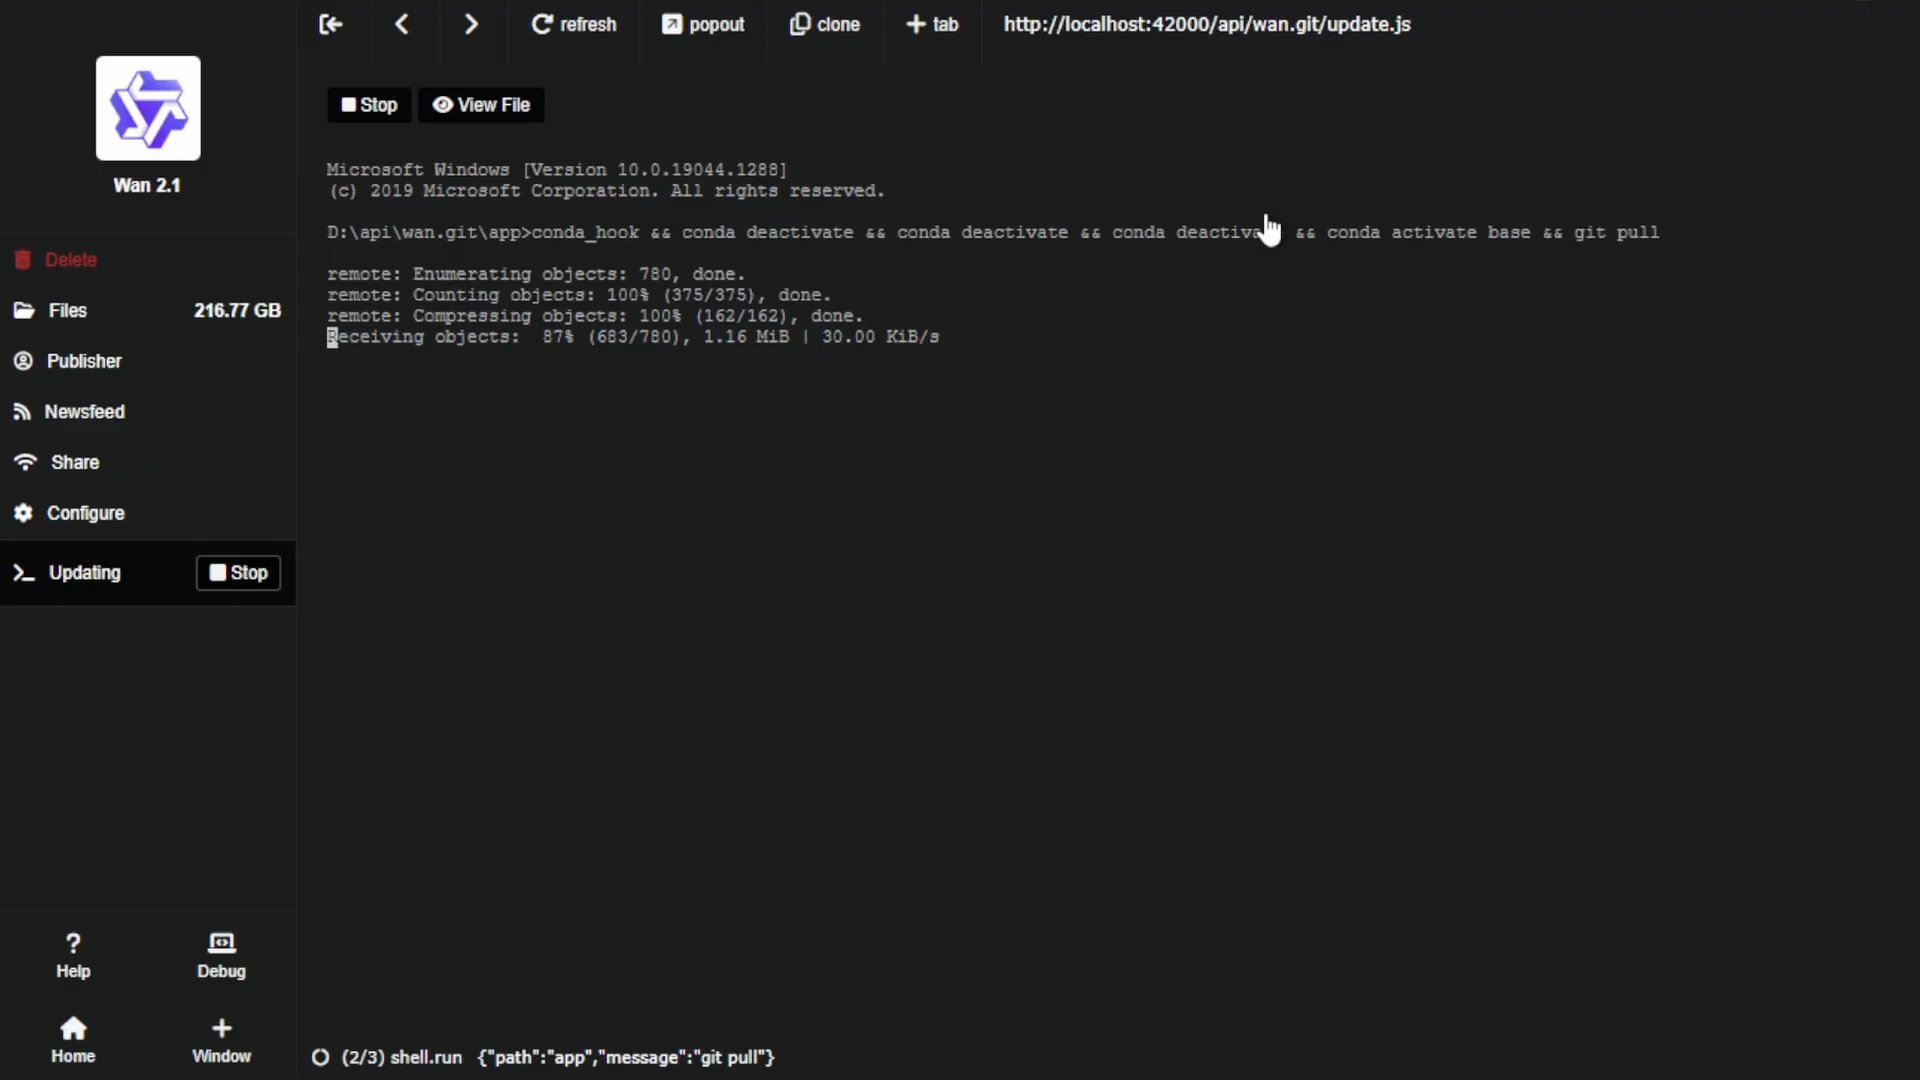 refresh popout clone + tab http://localhost:42000/api/wan.git/update.js
Wan 2.1
Delete
Files 216.77 GB
Publisher
Newsfeed
Share
Configure
Updating Stop
? Help
Debug
Home
+ Window
Stop View File
Microsoft Windows [Version 10.0.19044.1288]
(c) 2019 Microsoft Corporation. All rights reserved.
D:\api\wan.git\app>conda_hook && conda deactivate && conda deactivate && conda deactiva && conda activate base && git pull
remote: Enumerating objects: 780, done.
remote: Counting objects: 100% (375/375), done.
remote: Compressing objects: 100% (162/162), done.
Receiving objects: 87% (683/780), 1.16 MiB | 30.00 KiB/s
(2/3) shell.run {"path":"app","message":"git pull"}